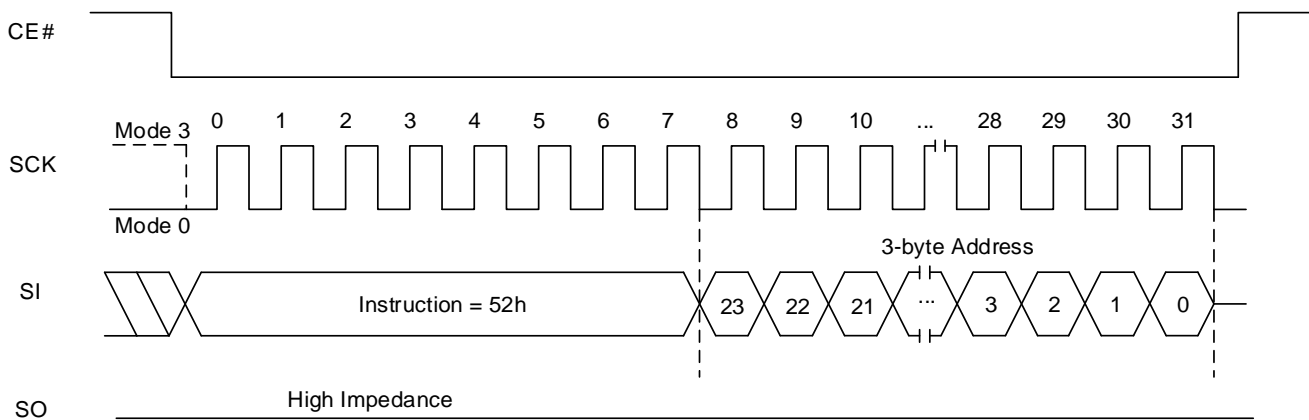 CE#
0 1 2 3 4 5 6 7 8 9 10 ... 28 29 30 31
Mode 3
SCK
Mode 0
3-byte Address
SI
Instruction = 52h 23 22 21 ... 3 2 1 0
High Impedance
SO